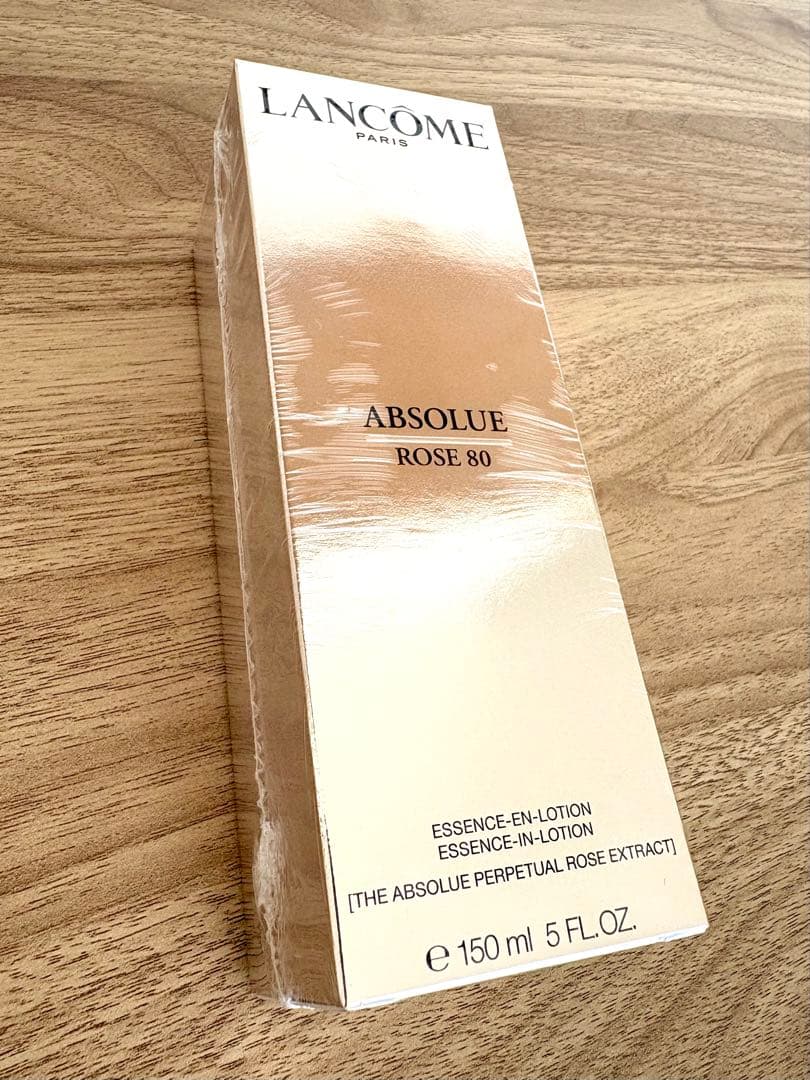 LANCÔME
PARIS
ABSOLUE
ROSE 80
ESSENCE-EN-LOTION
ESSENCE-IN-LOTION
[THE ABSOLUE PERPETUAL ROSE EXTRACT]
℮ 150 ml 5 FL.OZ.